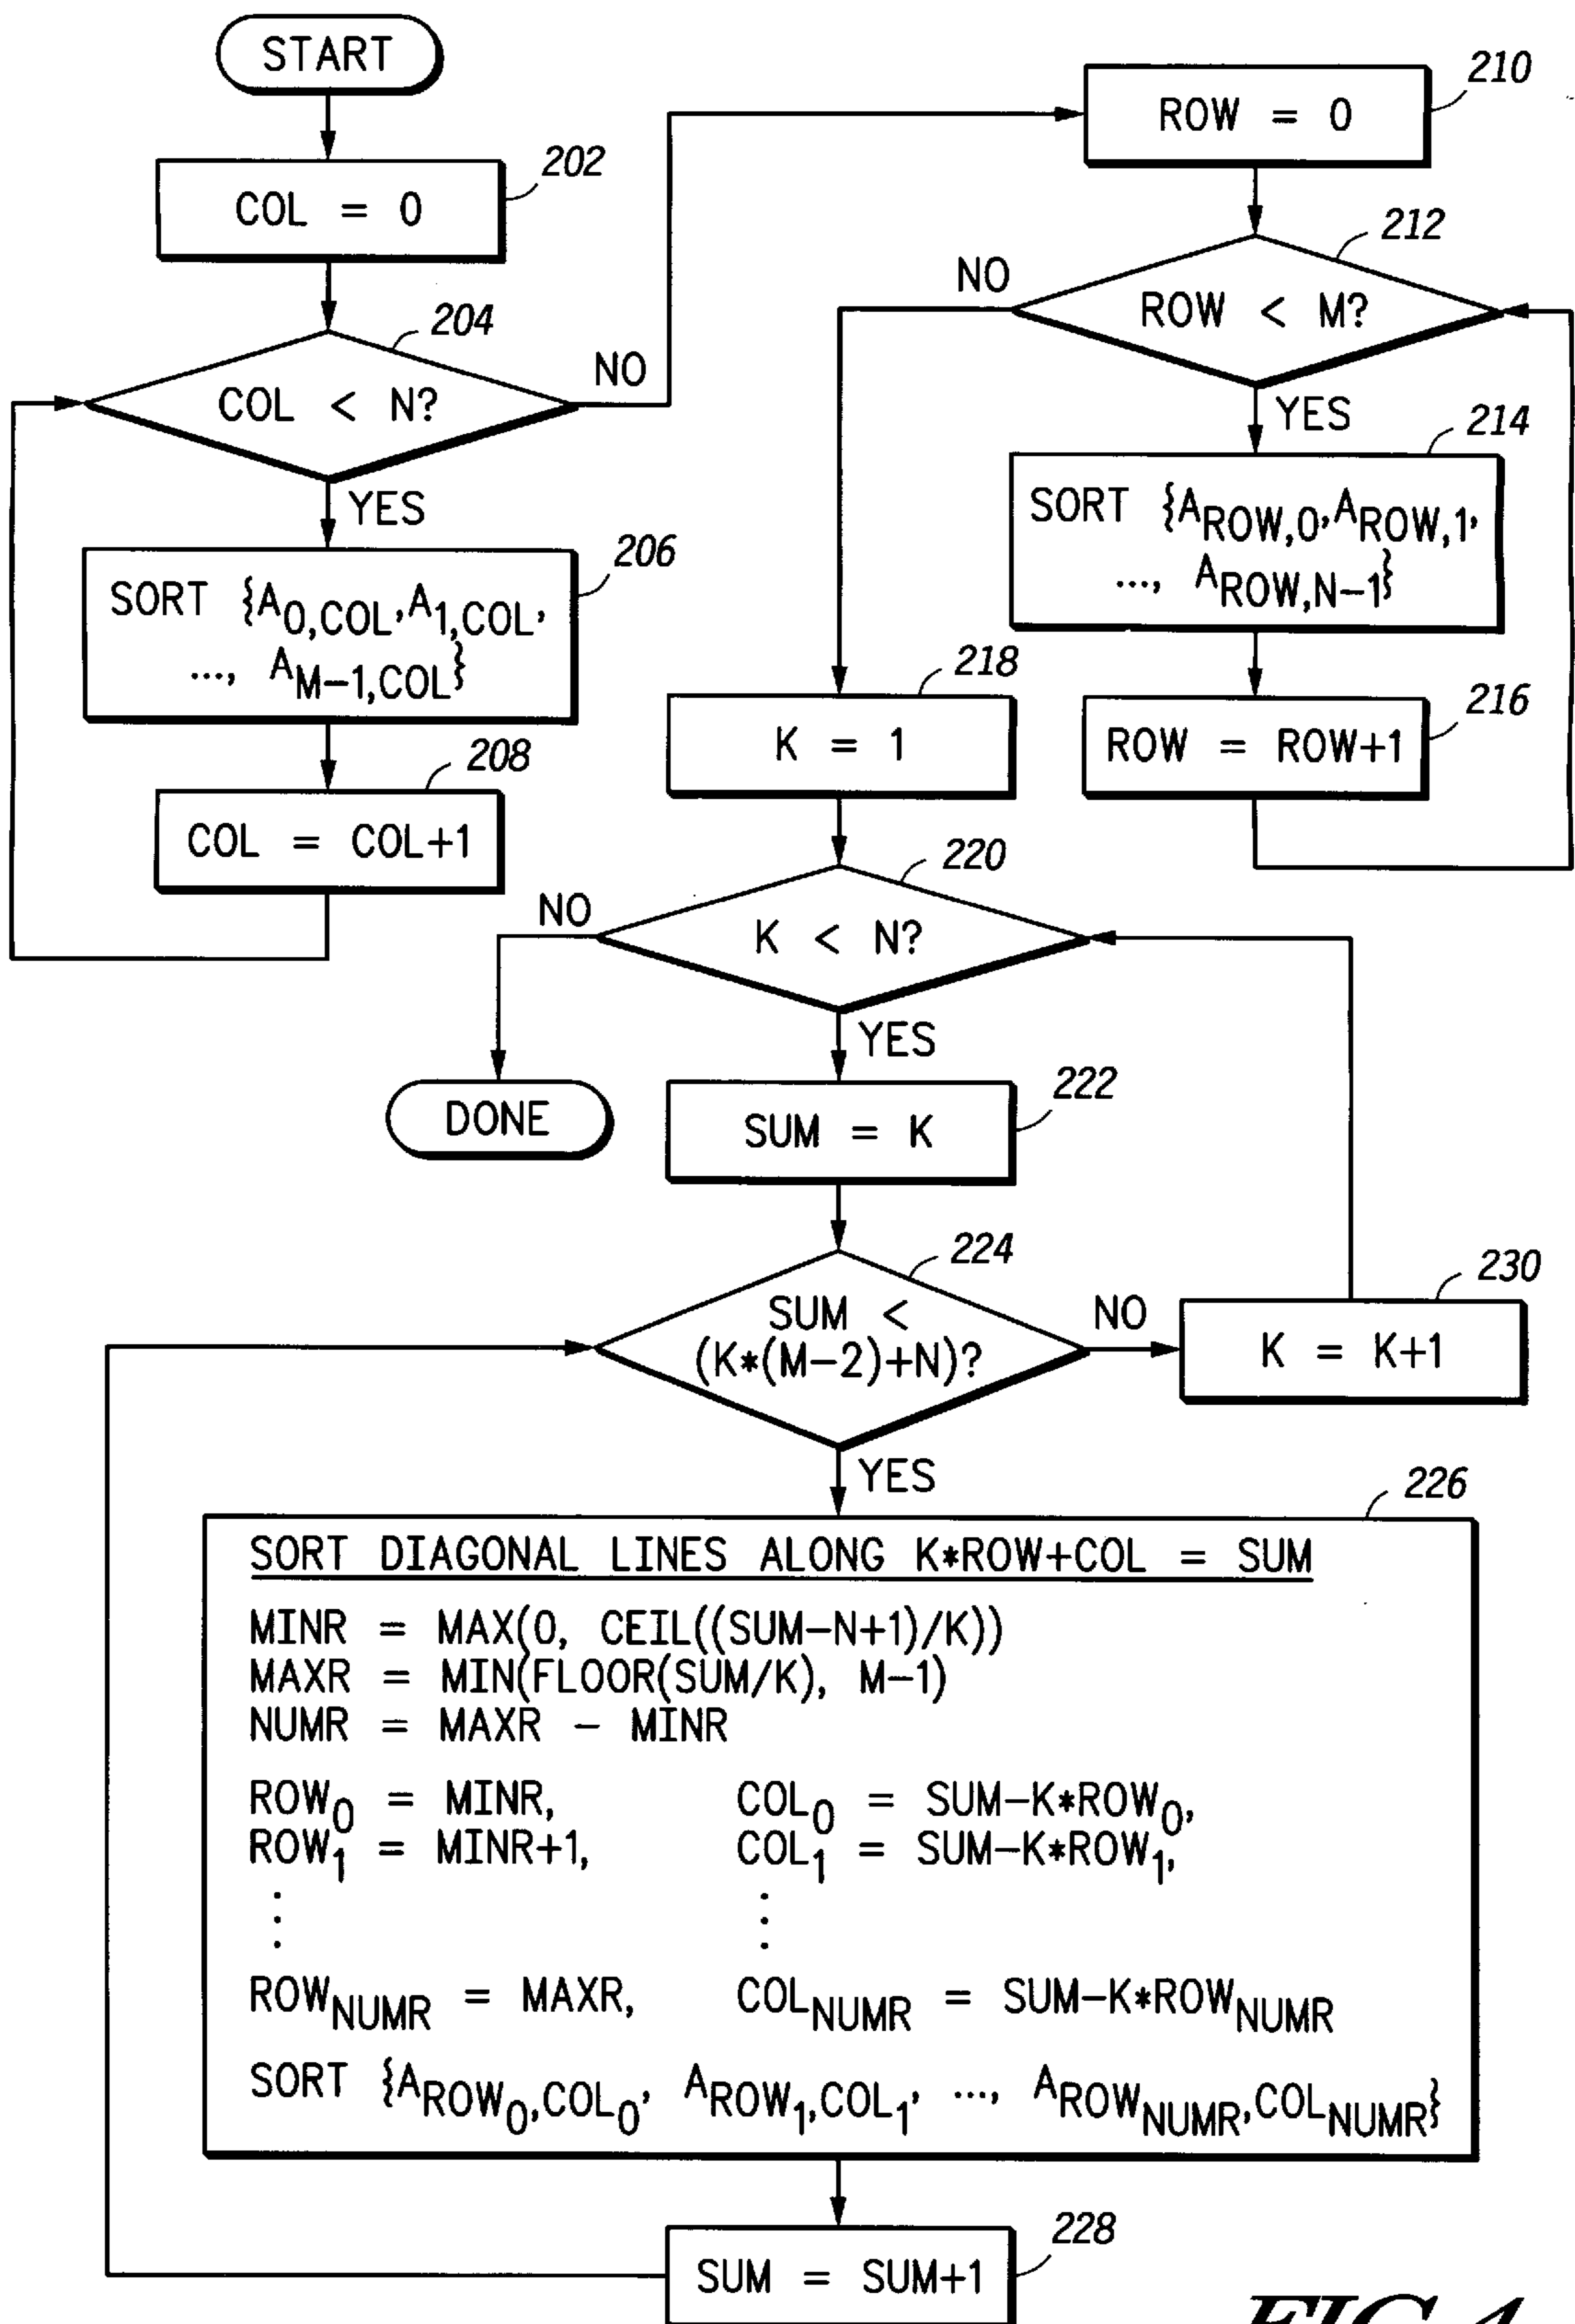 START
202
COL = 0
204
COL < N?
NO
YES
206
SORT {A0,COL,A1,COL,
..., AM−1,COL}
208
COL = COL+1
210
ROW = 0
212
NO
ROW < M?
YES
214
SORT {AROW,0,AROW,1,
..., AROW,N−1}
216
ROW = ROW+1
218
K = 1
220
NO
K < N?
YES
DONE
222
SUM = K
224
SUM <
(K*(M−2)+N)?
NO
230
K = K+1
YES
226
SORT DIAGONAL LINES ALONG K*ROW+COL = SUM
MINR = MAX(0, CEIL((SUM−N+1)/K))
MAXR = MIN(FLOOR(SUM/K), M−1)
NUMR = MAXR − MINR
ROW0 = MINR, COL0 = SUM−K*ROW0,
ROW1 = MINR+1, COL1 = SUM−K*ROW1,
⋮ ⋮
ROWNUMR = MAXR, COLNUMR = SUM−K*ROWNUMR
SORT {AROW0,COL0, AROW1,COL1, ..., AROWNUMR,COLNUMR}
228
SUM = SUM+1